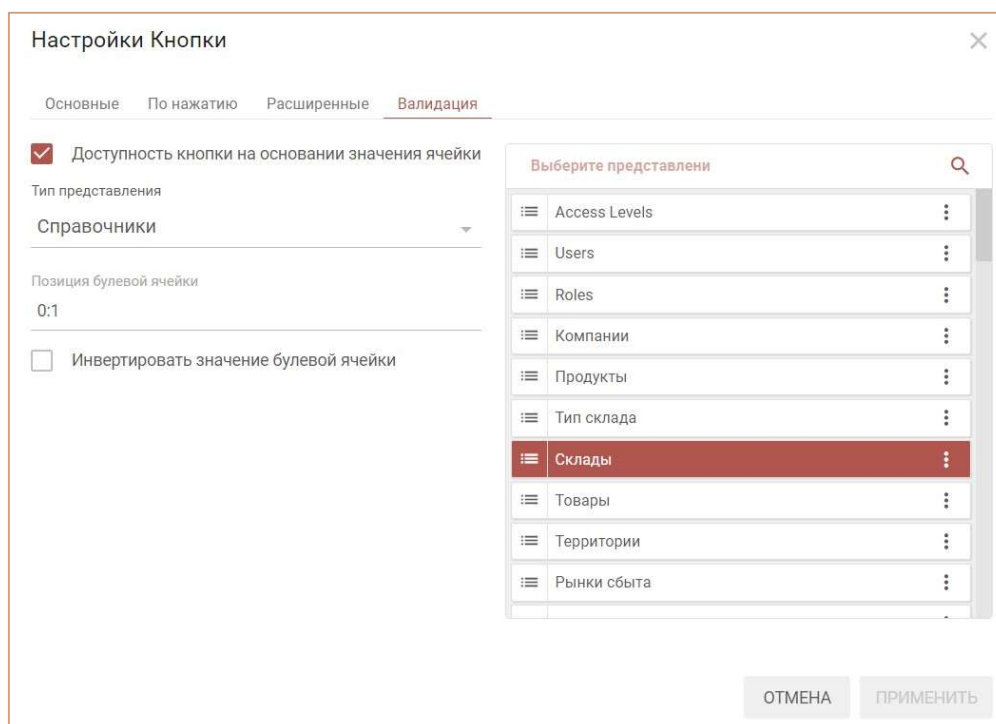 Настройки Кнопки
Основные По нажатию Расширенные Валидация
Доступность кнопки на основании значения ячейки
Тип представления
Справочники
Позиция булевой ячейки
0:1
Инвертировать значение булевой ячейки
Выберите представлени
Access Levels
Users
Roles
Компании
Продукты
Тип склада
Склады
Товары
Территории
Рынки сбыта
ОТМЕНА ПРИМЕНИТЬ